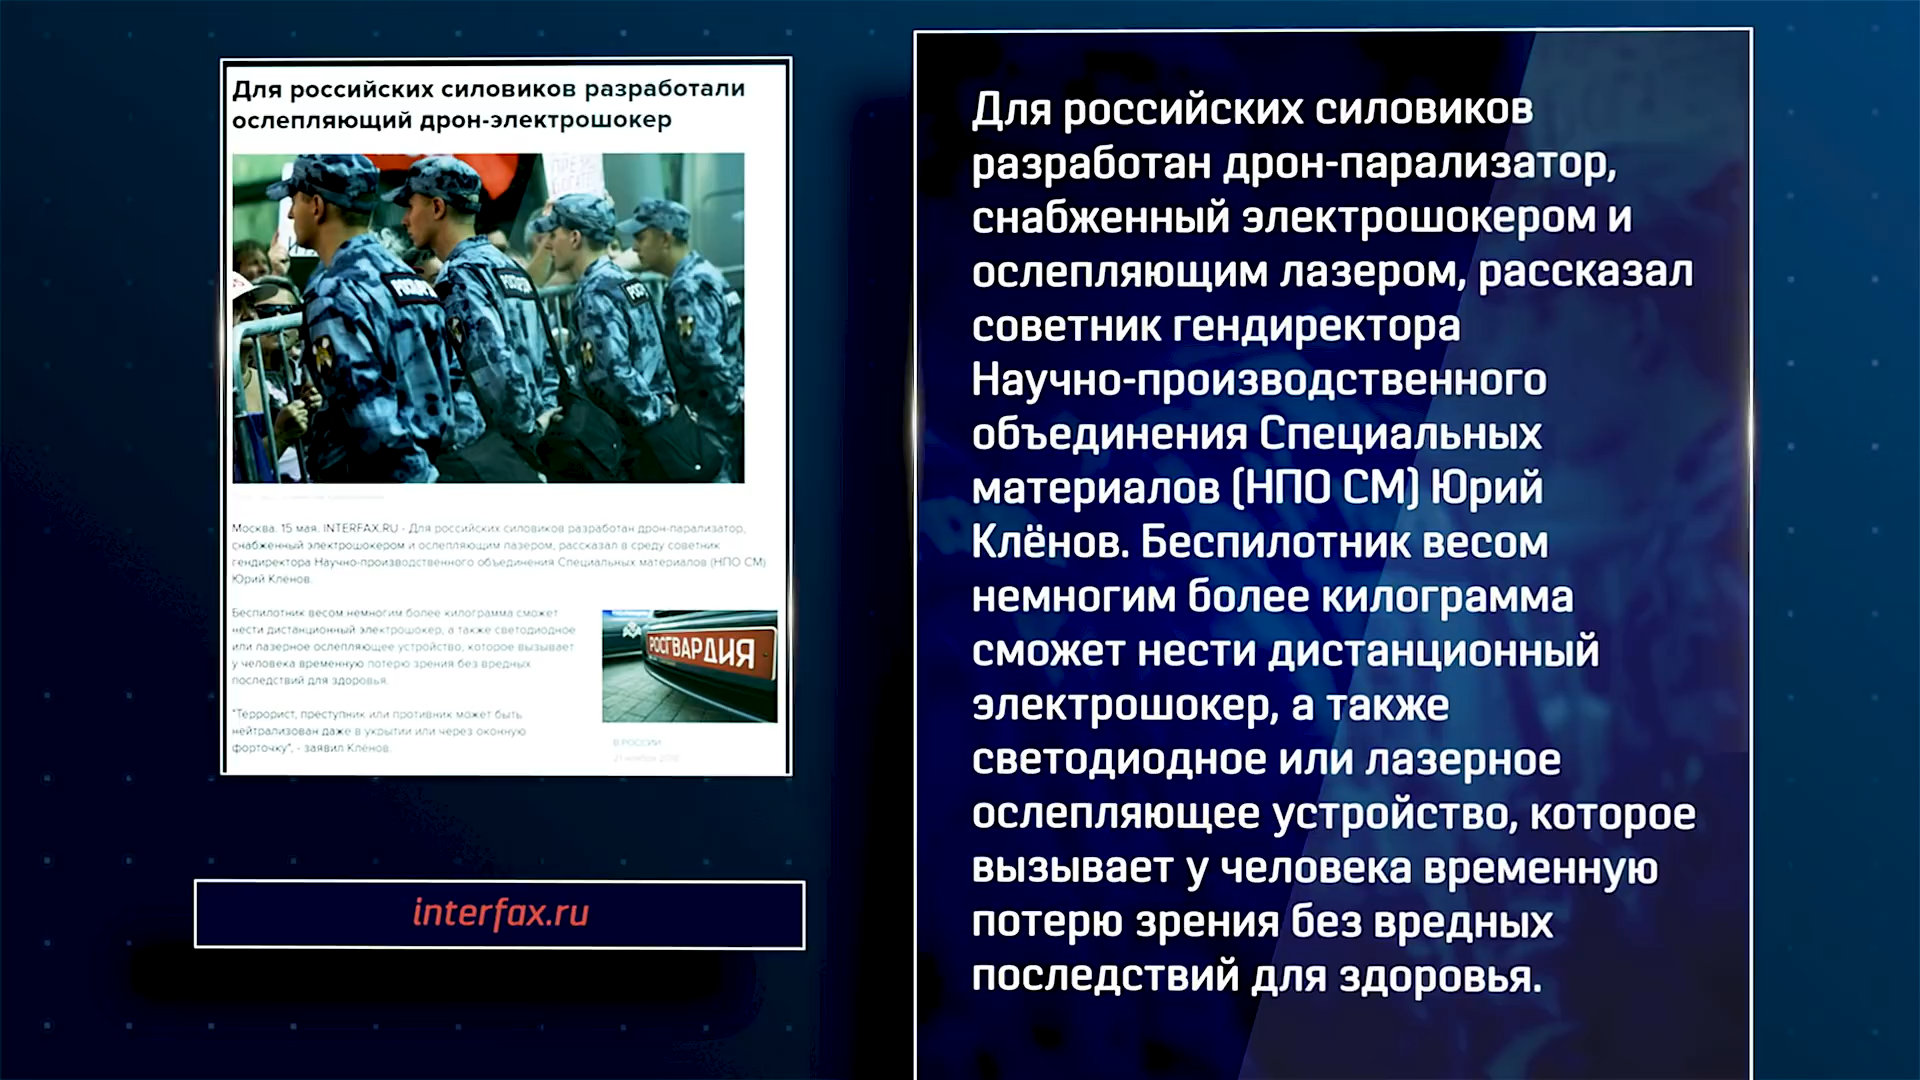 Для российских силовиков разработали
ослепляющий дрон-электрошокер
Москва. 15 мая. INTERFAX.RU - Для российских силовиков разработан дрон-парализатор,
снабженный электрошокером и ослепляющим лазером, рассказал в среду советник
гендиректора Научно-производственного объединения Специальных материалов (НПО СМ)
Юрий Клёнов.
Беспилотник весом немногим более килограмма сможет
нести дистанционный электрошокер, а также светодиодное
или лазерное ослепляющее устройство, которое вызывает
у человека временную потерю зрения без вредных
последствий для здоровья.
"Террорист, преступник или противник может быть
нейтрализован даже в укрытии или через оконную
форточку", - заявил Клёнов.
РОСГВАРДИЯ
В РОССИИ
interfax.ru
Для российских силовиков
разработан дрон-парализатор,
снабженный электрошокером и
ослепляющим лазером, рассказал
советник гендиректора
Научно-производственного
объединения Специальных
материалов (НПО СМ) Юрий
Клёнов. Беспилотник весом
немногим более килограмма
сможет нести дистанционный
электрошокер, а также
светодиодное или лазерное
ослепляющее устройство, которое
вызывает у человека временную
потерю зрения без вредных
последствий для здоровья.